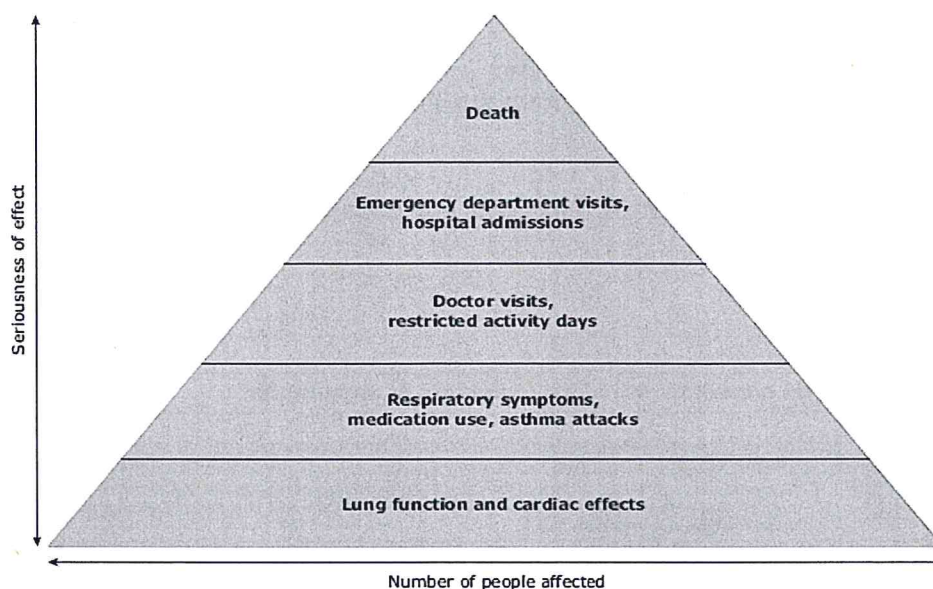 Death
Emergency department visits,
hospital admissions
Doctor visits,
restricted activity days
Respiratory symptoms,
medication use, asthma attacks
Lung function and cardiac effects
Seriousness of effect
Number of people affected